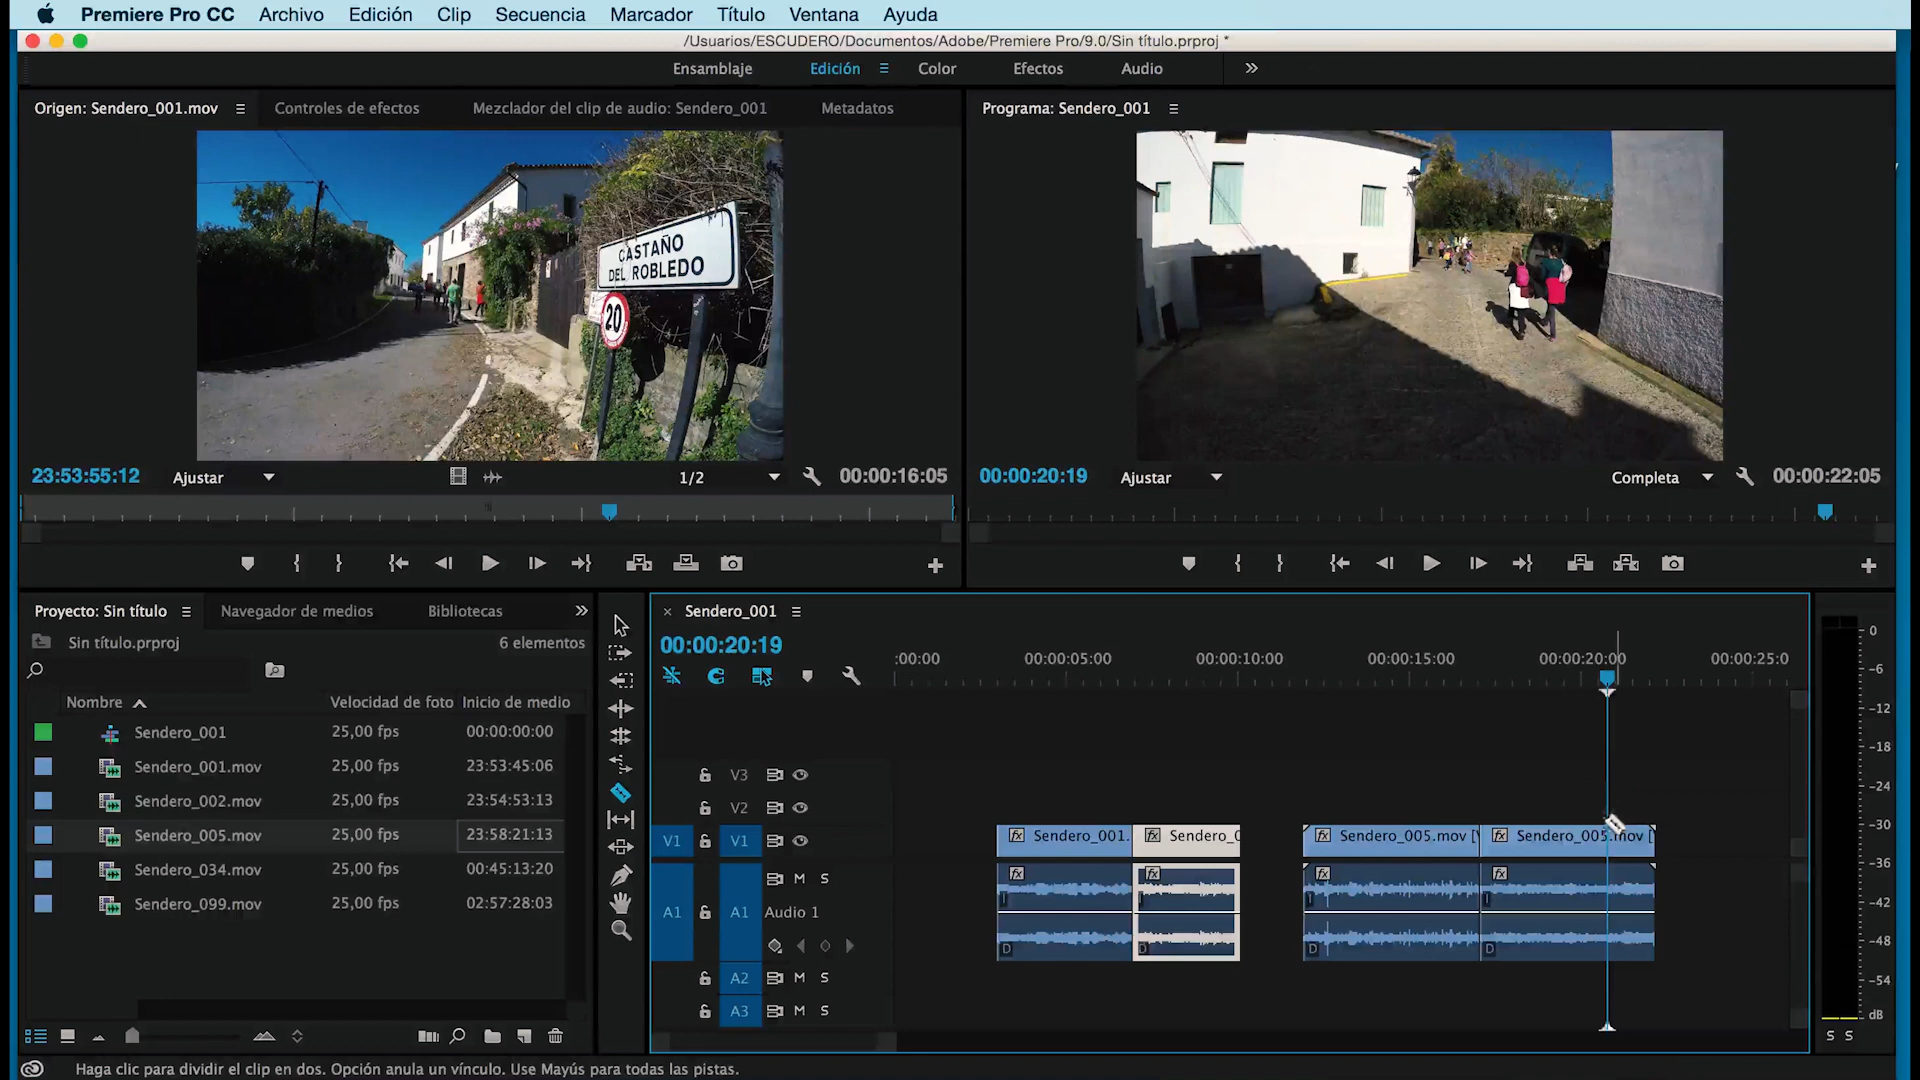 Premiere Pro CC Archivo Edición Clip Secuencia Marcador Título Ventana Ayuda
/Usuarios/ESCUDERO/Documentos/Adobe/Premiere Pro/9.0/Sin título.prproj *
Ensamblaje Edición Color Efectos Audio
Origen: Sendero_001.mov Controles de efectos Mezclador del clip de audio: Sendero_001 Metadatos
Programa: Sendero_001
CASTAÑO
DEL ROBLEDO
20
23:53:55:12 Ajustar 1/2 00:00:16:05
00:00:20:19 Ajustar Completa 00:00:22:05
Proyecto: Sin título Navegador de medios Bibliotecas
Sin título.prproj 6 elementos
Nombre Velocidad de foto Inicio de medio
Sendero_001 25,00 fps 00:00:00:00
Sendero_001.mov 25,00 fps 23:53:45:06
Sendero_002.mov 25,00 fps 23:54:53:13
Sendero_005.mov 25,00 fps 23:58:21:13
Sendero_034.mov 25,00 fps 00:45:13:20
Sendero_099.mov 25,00 fps 02:57:28:03
Sendero_001
00:00:20:19
:00:00 00:00:05:00 00:00:10:00 00:00:15:00 00:00:20:00 00:00:25:0
V3
V2
V1 V1 fx Sendero_001. fx Sendero_0 fx Sendero_005.mov [V fx Sendero_005.mov [
M S fx fx fx fx
A1 A1 Audio 1
D D D D
A2 M S
A3 M S
0
-6
-12
-18
-24
-30
-36
-42
-48
-54
dB
S S
Haga clic para dividir el clip en dos. Opción anula un vínculo. Use Mayús para todas las pistas.